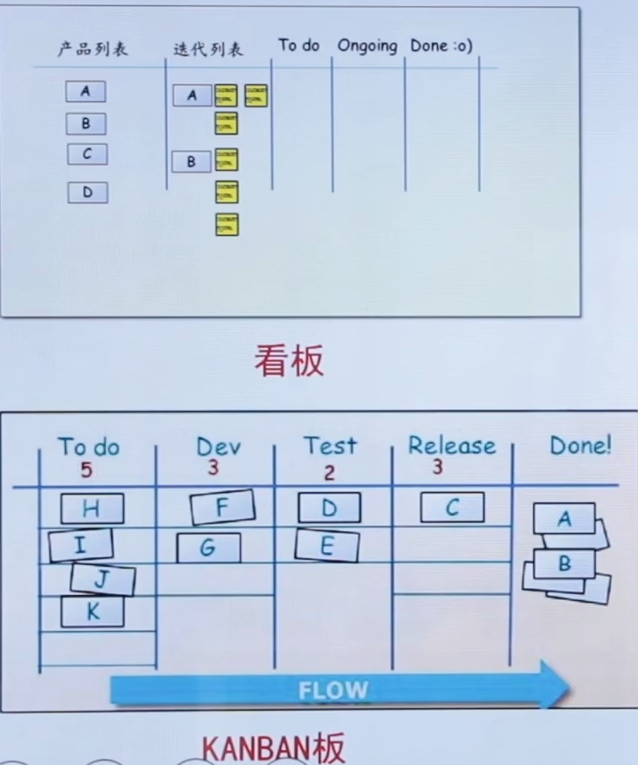 产品列表 迭代列表 To do Ongoing Done :o)
A A
B
C B
D
看板
To do Dev Test Release Done!
5 3 2 3
H F D C A
I G E B
J
K
FLOW
KANBAN板